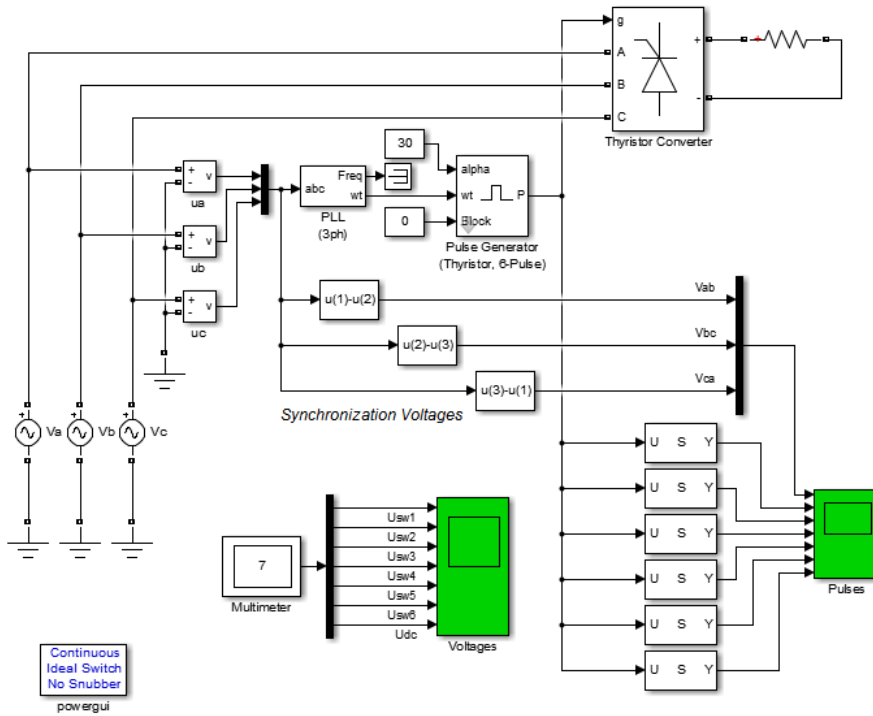 g
A
B
C
+
-
+
Thyristor Converter
+
-
v
ua
+
-
v
ub
+
-
v
uc
abc
Freq
wt
PLL
(3ph)
30
0
alpha
wt
Block
P
Pulse Generator
(Thyristor, 6-Pulse)
u(1)-u(2)
Vab
u(2)-u(3)
Vbc
u(3)-u(1)
Vca
Synchronization Voltages
+
Va
+
Vb
+
Vc
U S Y
U S Y
U S Y
U S Y
U S Y
U S Y
Pulses
7
Multimeter
Usw1
Usw2
Usw3
Usw4
Usw5
Usw6
Udc
Voltages
Continuous
Ideal Switch
No Snubber
powergui